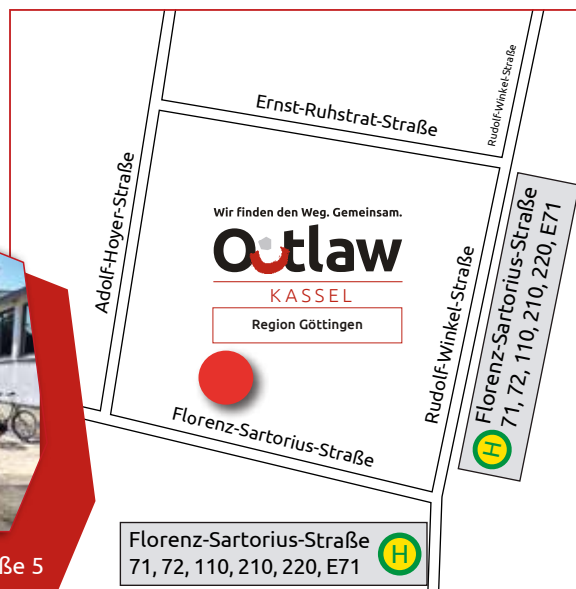 Ernst-Ruhstrat-Straße
Rudolf-Winkel-Straße
Adolf-Hoyer-Straße
Wir finden den Weg. Gemeinsam.
Outlaw
KASSEL
Region Göttingen
Rudolf-Winkel-Straße
Florenz-Sartorius-Straße
71, 72, 110, 210, 220, E71
H
Florenz-Sartorius-Straße
Florenz-Sartorius-Straße
71, 72, 110, 210, 220, E71
H
ße 5